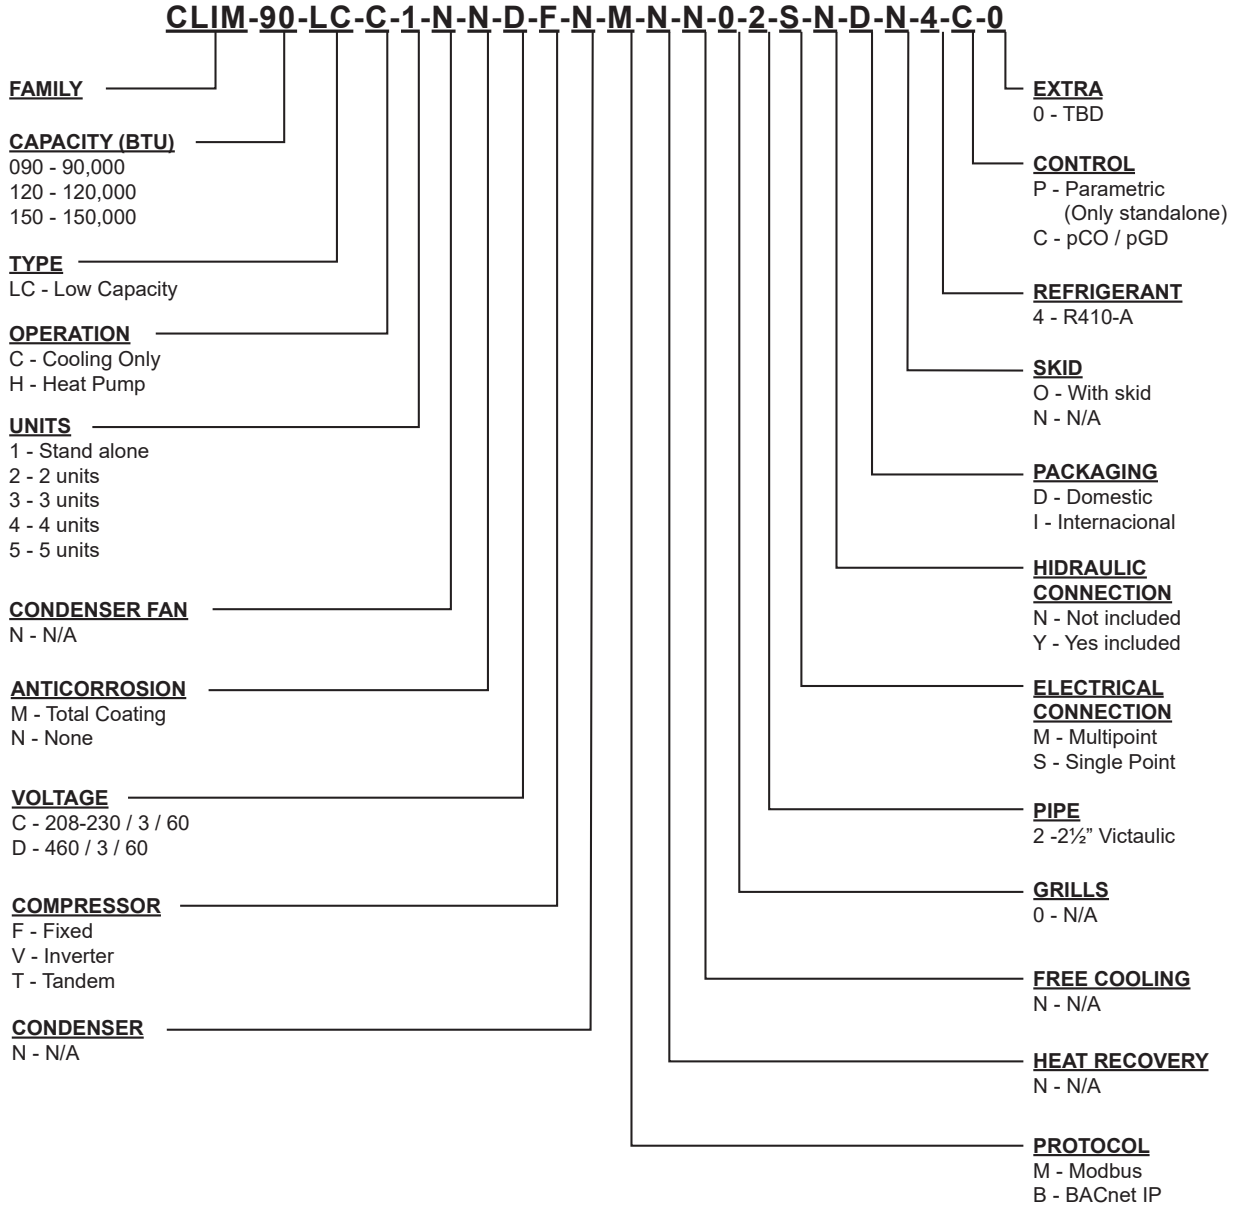 CLIM-90-LC-C-1-N-N-D-F-N-M-N-N-0-2-S-N-D-N-4-C-0
FAMILY
CAPACITY (BTU)
090 - 90,000
120 - 120,000
150 - 150,000
TYPE
LC - Low Capacity
OPERATION
C - Cooling Only
H - Heat Pump
UNITS
1 - Stand alone
2 - 2 units
3 - 3 units
4 - 4 units
5 - 5 units
CONDENSER FAN
N - N/A
ANTICORROSION
M - Total Coating
N - None
VOLTAGE
C - 208-230 / 3 / 60
D - 460 / 3 / 60
COMPRESSOR
F - Fixed
V - Inverter
T - Tandem
CONDENSER
N - N/A
EXTRA
0 - TBD
CONTROL
P - Parametric
(Only standalone)
C - pCO / pGD
REFRIGERANT
4 - R410-A
SKID
O - With skid
N - N/A
PACKAGING
D - Domestic
I - Internacional
HIDRAULIC
CONNECTION
N - Not included
Y - Yes included
ELECTRICAL
CONNECTION
M - Multipoint
S - Single Point
PIPE
2 -2½” Victaulic
GRILLS
0 - N/A
FREE COOLING
N - N/A
HEAT RECOVERY
N - N/A
PROTOCOL
M - Modbus
B - BACnet IP